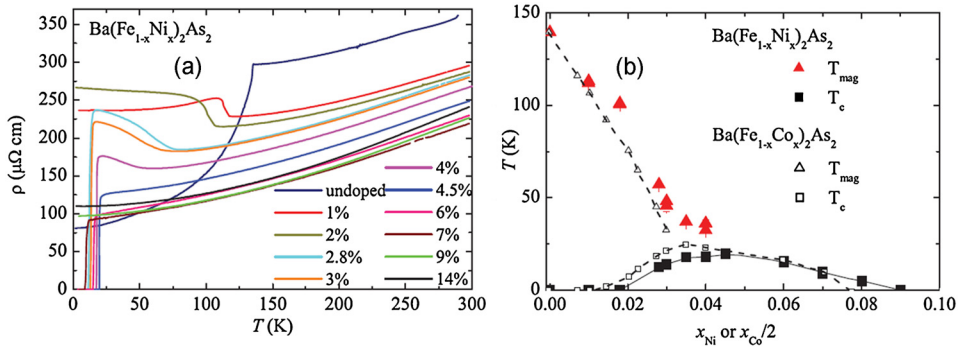 Ba(Fe₁₋ₓNiₓ)₂As₂
(a)
350
300
250
200
150
100
50
0
ρ (μΩ cm)
undoped
1%
2%
2.8%
3%
4%
4.5%
6%
7%
9%
14%
0 50 100 150 200 250 300
T (K)
(b)
150
100
50
0
T (K)
Ba(Fe₁₋ₓNiₓ)₂As₂
Tmag
Tc
Ba(Fe₁₋ₓCoₓ)₂As₂
Tmag
Tc
0.00 0.02 0.04 0.06 0.08 0.10
xNi or xCo/2